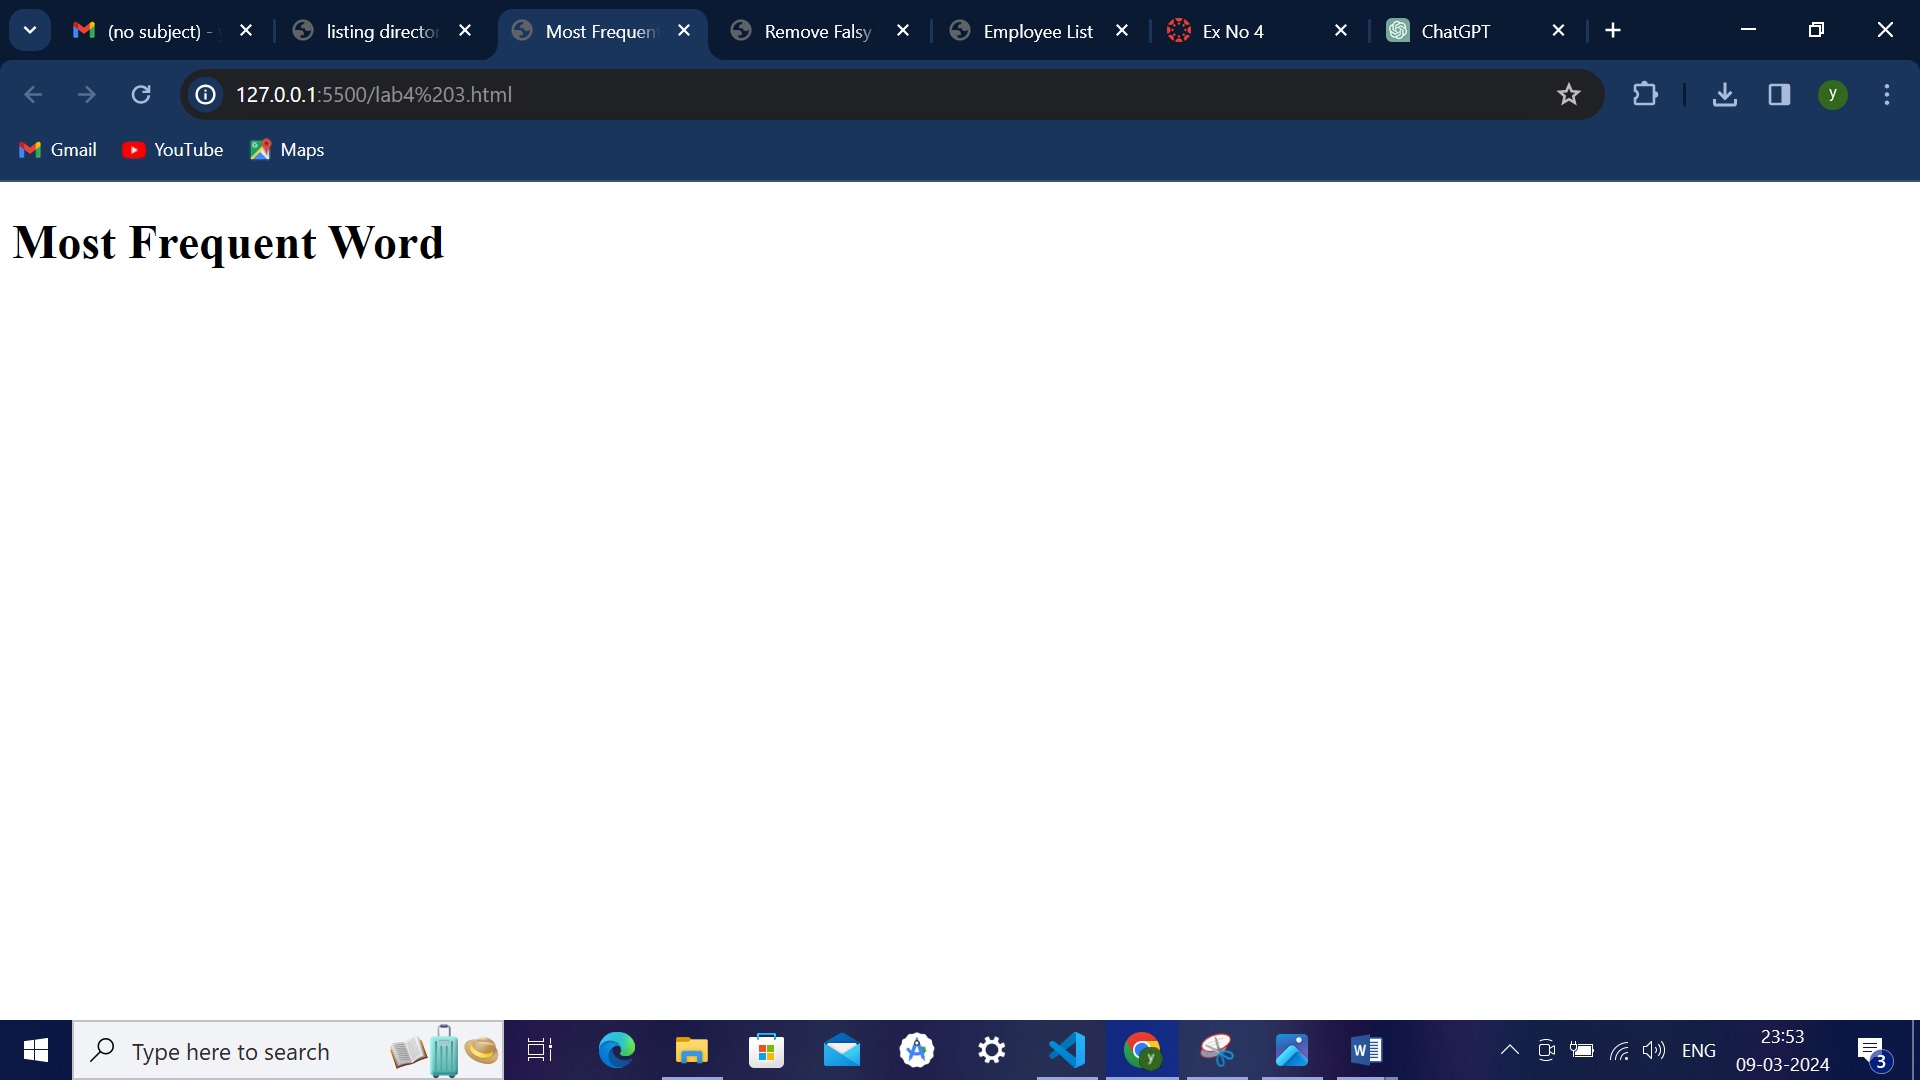 (no subject) -
listing director
Most Frequent
Remove Falsy
Employee List
Ex No 4
ChatGPT
127.0.0.1:5500/lab4%203.html
y
Gmail
YouTube
Maps
Most Frequent Word
Type here to search
y
W
ENG
23:53
09-03-2024
3